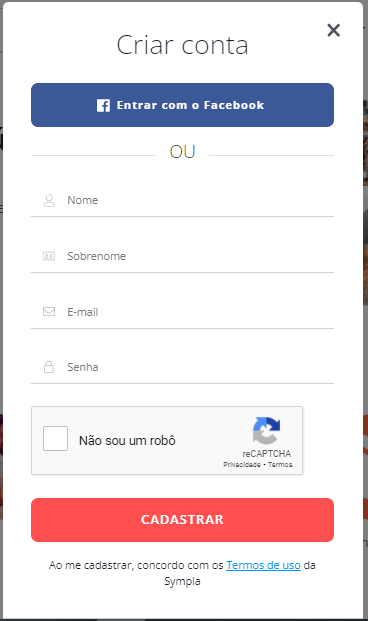 Criar conta
Entrar com o Facebook
OU
Nome
Sobrenome
E-mail
Senha
Não sou um robô
reCAPTCHA
Privacidade - Termos
CADASTRAR
Ao me cadastrar, concordo com os Termos de uso da
Sympla